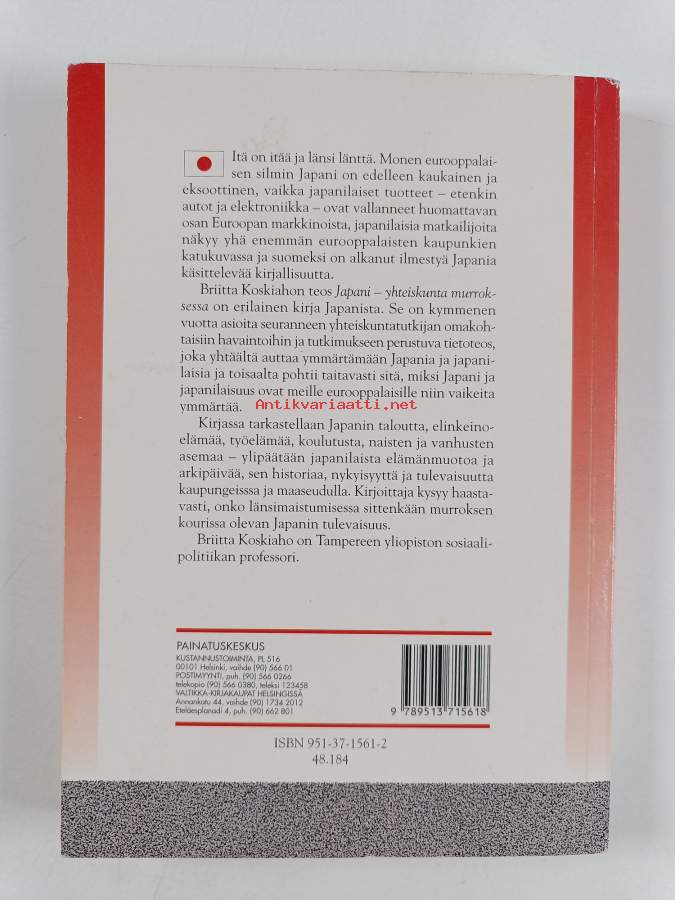 Itä on itää ja länsi länttä. Monen eurooppalai-
sen silmin Japani on edelleen kaukainen ja
eksoottinen, vaikka japanilaiset tuotteet – etenkin
autot ja elektroniikka – ovat vallanneet huomattavan
osan Euroopan markkinoista, japanilaisia matkailijoita
näkyy yhä enemmän eurooppalaisten kaupunkien
katukuvassa ja suomeksi on alkanut ilmestyä Japania
käsittelevää kirjallisuutta.
Briitta Koskiahon teos Japani – yhteiskunta murrok-
sessa on erilainen kirja Japanista. Se on kymmenen
vuotta asioita seuranneen yhteiskuntatutkijan omakoh-
taisiin havaintoihin ja tutkimukseen perustuva tietoteos,
joka yhtäältä auttaa ymmärtämään Japania ja japani-
laisia ja toisaalta pohtii taitavasti sitä, miksi Japani ja
japanilaisuus ovat meille eurooppalaisille niin vaikeita
ymmärtää.
Antikvariaatti.net
Kirjassa tarkastellaan Japanin taloutta, elinkeino-
elämää, työelämää, koulutusta, naisten ja vanhusten
asemaa – ylipäätään japanilaista elämänmuotoa ja
arkipäivää, sen historiaa, nykyisyyttä ja tulevaisuutta
kaupungeisssa ja maaseudulla. Kirjoittaja kysyy haasta-
vasti, onko länsimaistumisessa sittenkään murroksen
kourissa olevan Japanin tulevaisuus.
Briitta Koskiaho on Tampereen yliopiston sosiaali-
politiikan professori.
PAINATUSKESKUS
KUSTANNUSTOIMINTA, PL 516
00101 Helsinki, vaihde (90) 566 01
POSTIMYYNTI, puh. (90) 566 0266
telekopio (90) 566 0380, teleksi 123458
VALTIKKA-KIRJAKAUPAT HELSINGISSÄ
Annankatu 44, vaihde (90) 1734 2012
Eteläesplanadi 4, puh. (90) 662 801
9 789513 715618
ISBN 951-37-1561-2
48.184